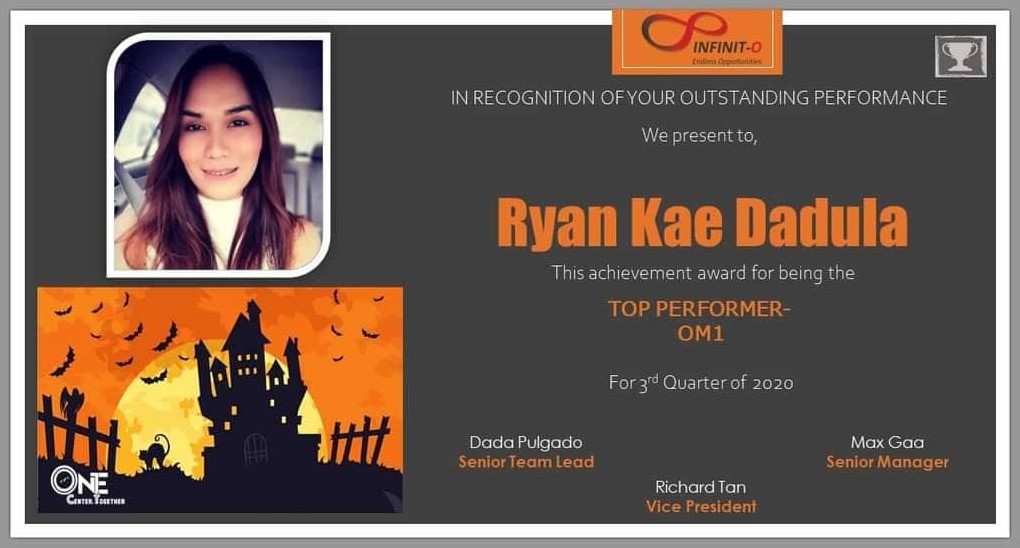 INFINIT-O
Endless Opportunities
IN RECOGNITION OF YOUR OUTSTANDING PERFORMANCE
We present to,
Ryan Kae Dadula
This achievement award for being the
TOP PERFORMER-
OM1
For 3rd Quarter of 2020
Dada Pulgado
Senior Team Lead
Max Gaa
Senior Manager
Richard Tan
Vice President
ONE
CENTER. TOGETHER